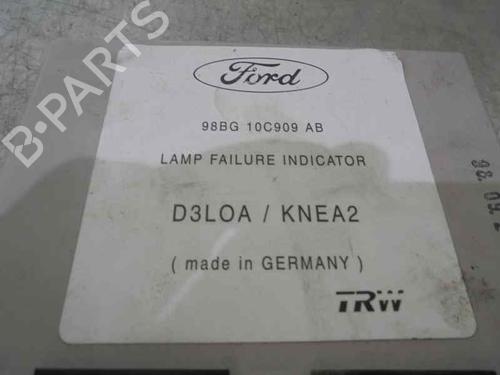 B-PARTS
Ford
98BG 10C909 AB
LAMP FAILURE INDICATOR
D3LOA / KNEA2
( made in GERMANY )
TRW